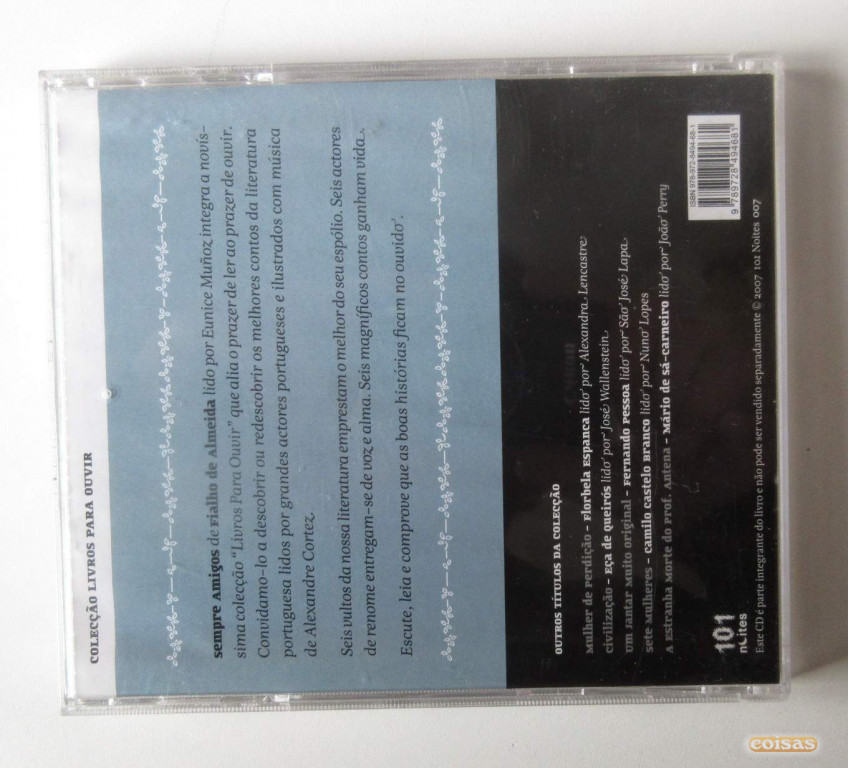 COLECÇÃO LIVROS PARA OUVIR
sempre Amigos de Fialho de Almeida lido por Eunice Muñoz integra a novís-
sima colecção "Livros Para Ouvir" que alia o prazer de ler ao prazer de ouvir.
Convidamo-lo a descobrir ou redescobrir os melhores contos da literatura
portuguesa lidos por grandes actores portugueses e ilustrados com música
de Alexandre Cortez.
Seis vultos da nossa literatura emprestam o melhor do seu espólio. Seis actores
de renome entregam-se de voz e alma. Seis magníficos contos ganham vida.
Escute, leia e comprove que as boas histórias ficam no ouvido.
OUTROS TÍTULOS DA COLECÇÃO
Mulher de Perdição - Florbela Espanca lido por Alexandra Lencastre
civilização - Eça de Queirós lido por José Wallenstein
um Jantar Muito original - Fernando Pessoa lido por São José Lapa
sete Mulheres - camilo castelo Branco lido por Nuno Lopes
A Estranha Morte do Prof. Antena - Mário de sá-carneiro lido por João Perry
101
noites
Este CD é parte integrante do livro e não pode ser vendido separadamente © 2007 101 Noites 007
ISBN 978-972-8494-68-1
9 789728 494681
coisas